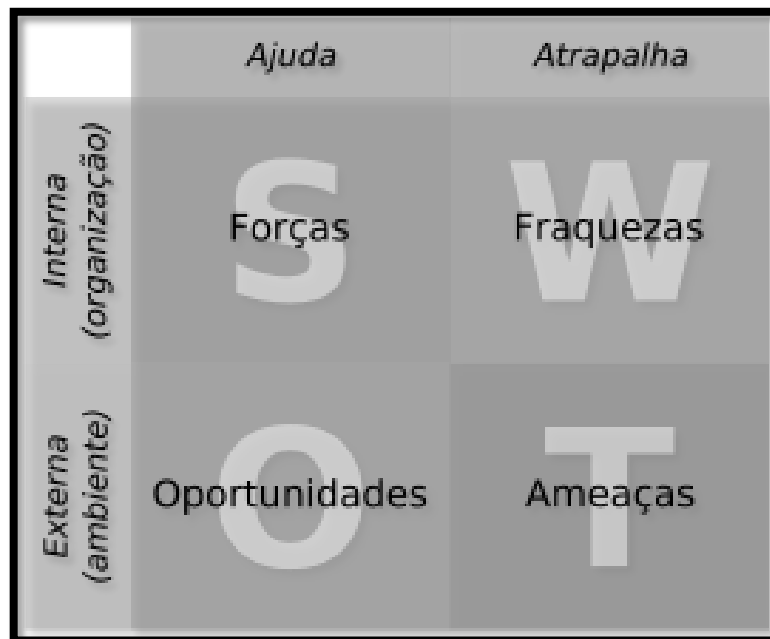 Ajuda
Atrapalha
Interna
(organização)
S
Forças
W
Fraquezas
Externa
(ambiente)
O
Oportunidades
T
Ameaças